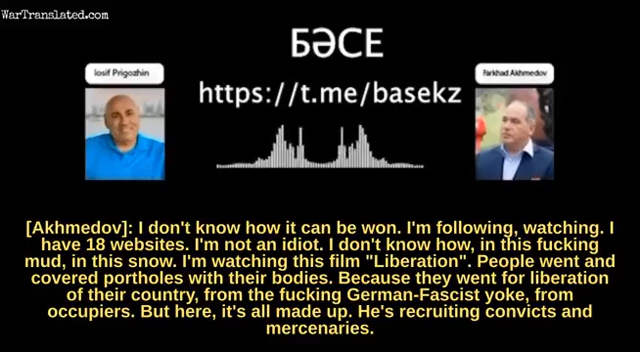 WarTranslated.com
БӘСЕ
Iosif Prigozhin
Farkhad Akhmedov
https://t.me/basekz
[Akhmedov]: I don't know how it can be won. I'm following, watching. I
have 18 websites. I'm not an idiot. I don't know how, in this fucking
mud, in this snow. I'm watching this film "Liberation". People went and
covered portholes with their bodies. Because they went for liberation
of their country, from the fucking German-Fascist yoke, from
occupiers. But here, it's all made up. He's recruiting convicts and
mercenaries.